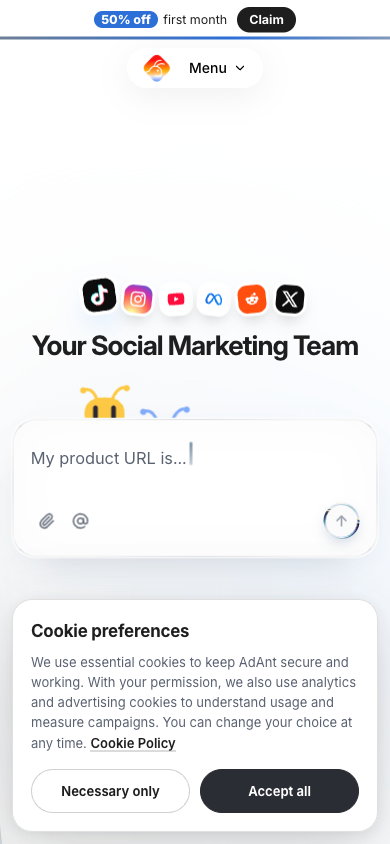 50% off first month Claim
Menu
Your Social Marketing Team
My product URL is...
Cookie preferences
We use essential cookies to keep AdAnt secure and
working. With your permission, we also use analytics
and advertising cookies to understand usage and
measure campaigns. You can change your choice at
any time. Cookie Policy
Necessary only Accept all